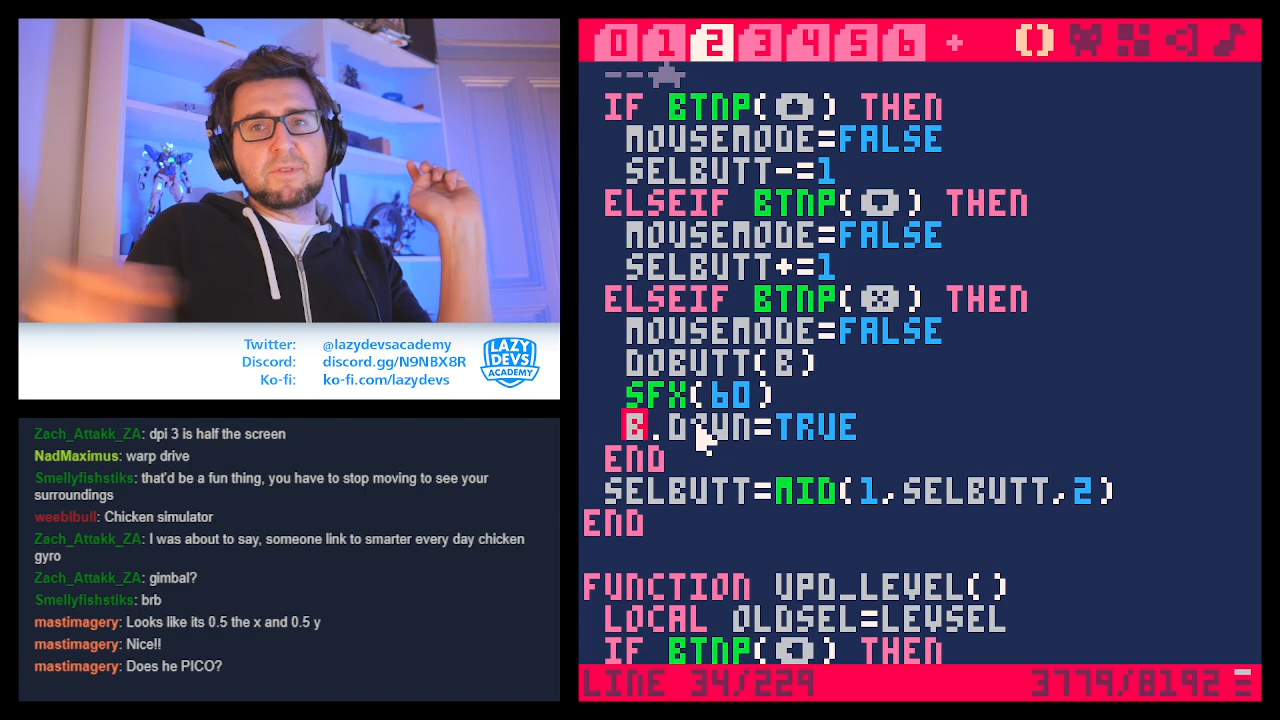 Twitter: @lazydevsacademy
Discord: discord.gg/N9NBX8R
Ko-fi: ko-fi.com/lazydevs
LAZY
DEVS
ACADEMY
Zach_Attakk_ZA: dpi 3 is half the screen
NadMaximus: warp drive
Smellyfishstiks: that'd be a fun thing, you have to stop moving to see your
surroundings
weeblbull: Chicken simulator
Zach_Attakk_ZA: I was about to say, someone link to smarter every day chicken
gyro
Zach_Attakk_ZA: gimbal?
Smellyfishstiks: brb
mastimagery: Looks like its 0.5 the x and 0.5 y
mastimagery: Nice!!
mastimagery: Does he PICO?
0 1 2 3 4 5 6 + ()
--
IF BTNP(⬆️) THEN
MOUSEMODE=FALSE
SELBUTT-=1
ELSEIF BTNP(⬇️) THEN
MOUSEMODE=FALSE
SELBUTT+=1
ELSEIF BTNP(❎) THEN
MOUSEMODE=FALSE
DOBUTT(B)
SFX(60)
B.DOWN=TRUE
END
SELBUTT=MID(1,SELBUTT,2)
END
FUNCTION UPD_LEVEL()
LOCAL OLDSEL=LEVSEL
IF BTNP(⬅️) THEN
LINE 34/229 3779/8192